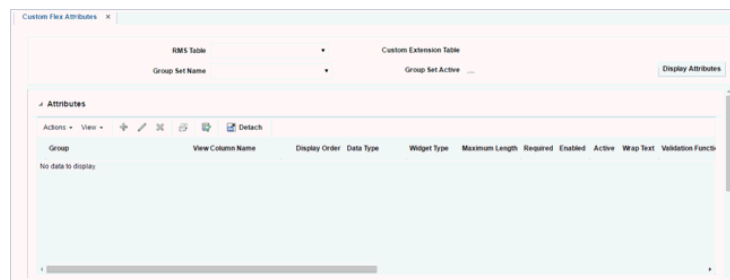 Custom Flex Attributes ×
RMS Table Custom Extension Table
Group Set Name Group Set Active ... Display Attributes
Attributes
Actions View Detach
Group View Column Name Display Order Data Type Widget Type Maximum Length Required Enabled Active Wrap Text Validation Functi
No data to display